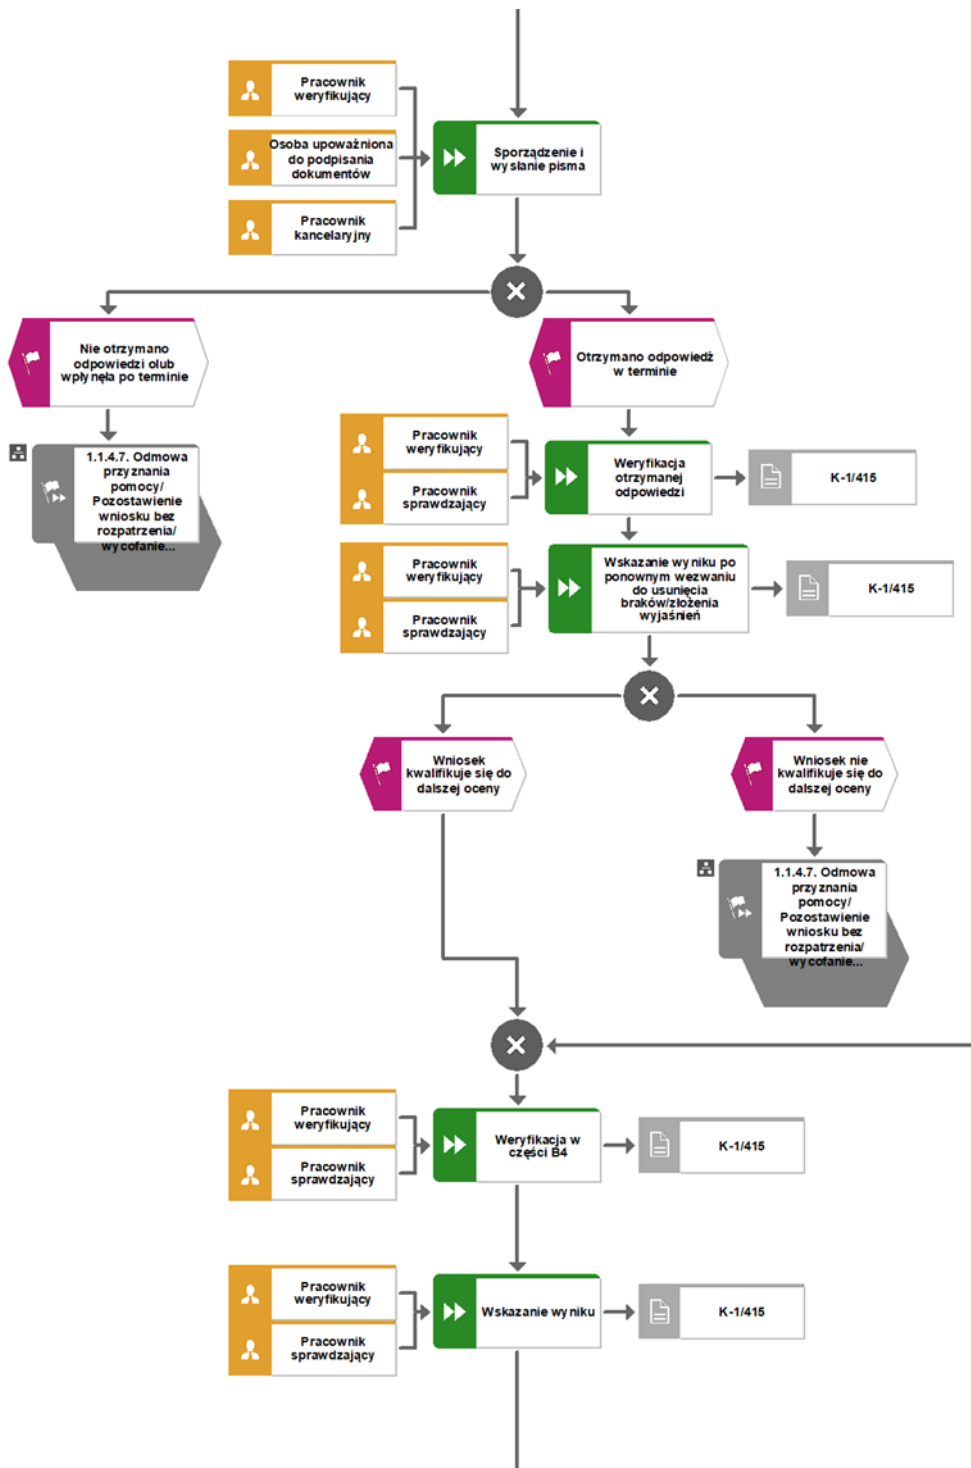 Pracownik
weryfikujący
Osoba upoważniona
do podpisania
dokumentów
Pracownik
kancelaryjny
Sporządzenie i
wysłanie pisma
Nie otrzymano
odpowiedzi olub
wpłynęła po terminie
Otrzymano odpowiedź
w terminie
1.1.4.7. Odmowa
przyznania
pomocy/
Pozostawienie
wniosku bez
rozpatrzenia/
wycofanie...
Pracownik
weryfikujący
Pracownik
sprawdzający
Weryfikacja
otrzymanej
odpowiedzi
K-1/415
Pracownik
weryfikujący
Pracownik
sprawdzający
Wskazanie wyniku po
ponownym wezwaniu
do usunięcia
braków/złożenia
wyjaśnień
K-1/415
Wniosek
kwalifikuje się do
dalszej oceny
Wniosek nie
kwalifikuje się do
dalszej oceny
1.1.4.7. Odmowa
przyznania
pomocy/
Pozostawienie
wniosku bez
rozpatrzenia/
wycofanie...
Pracownik
weryfikujący
Pracownik
sprawdzający
Weryfikacja w
części B4
K-1/415
Pracownik
weryfikujący
Pracownik
sprawdzający
Wskazanie wyniku
K-1/415